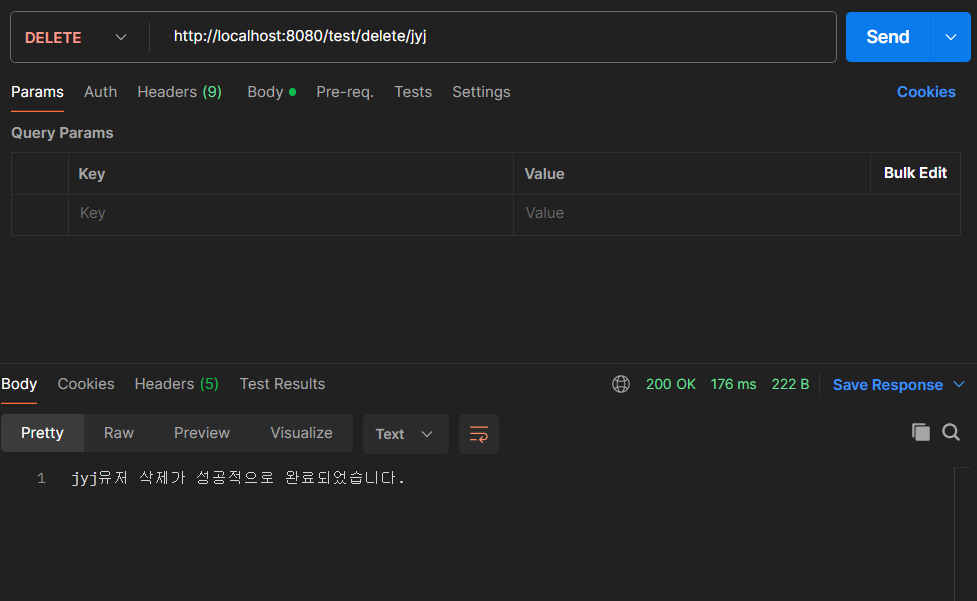 DELETE http://localhost:8080/test/delete/jyj Send
Params Auth Headers (9) Body Pre-req. Tests Settings Cookies
Query Params
Key Value Bulk Edit
Key Value
Body Cookies Headers (5) Test Results 200 OK 176 ms 222 B Save Response
Pretty Raw Preview Visualize Text
1 jyj유저 삭제가 성공적으로 완료되었습니다.